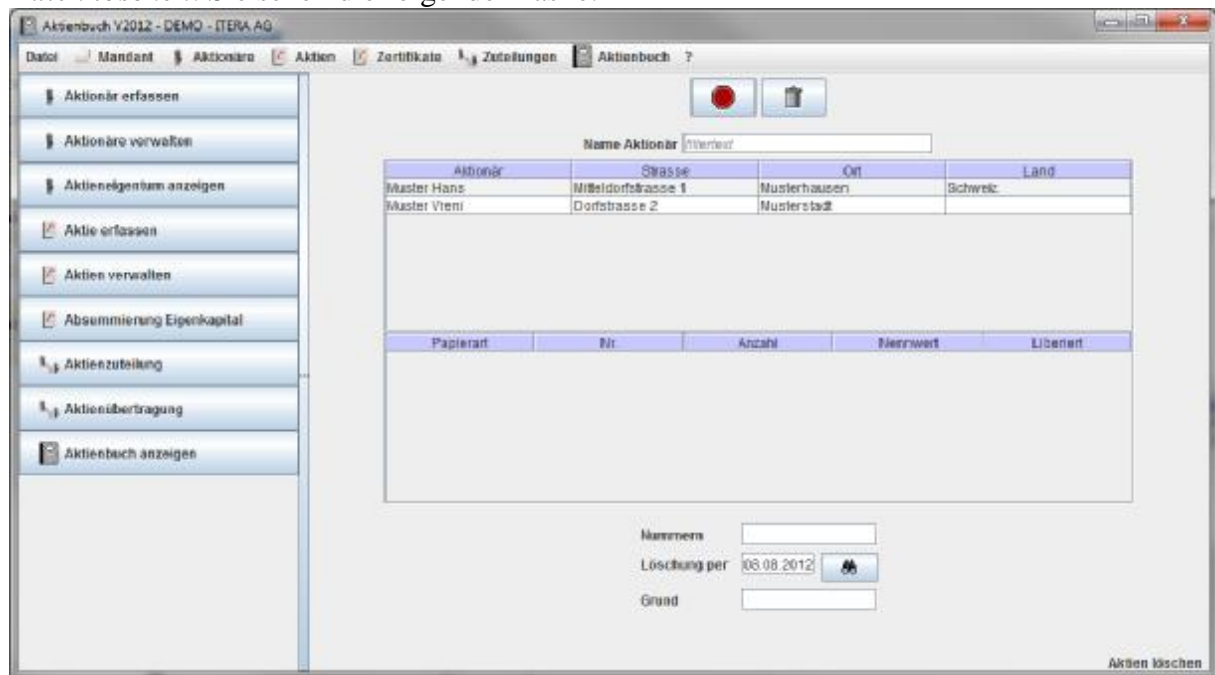 Aktienbuch V2012 - DEMO - ITERA AG
Datei Mandant Aktionäre Aktien Zertifikate Zuteilungen Aktienbuch ?
Aktionär erfassen
Aktionäre verwalten
Aktieneigentum anzeigen
Aktie erfassen
Aktien verwalten
Absummierung Eigenkapital
Aktienzuteilung
Aktienübertragung
Aktienbuch anzeigen
Name Aktionär filtertext
Aktionär Strasse Ort Land
Muster Hans Mitteldorfstrasse 1 Musterhausen Schweiz
Muster Vreni Dorfstrasse 2 Musterstadt
Papierart Nr. Anzahl Nennwert Liberiert
Nummern
Löschung per 08.08.2012
Grund
Aktien löschen